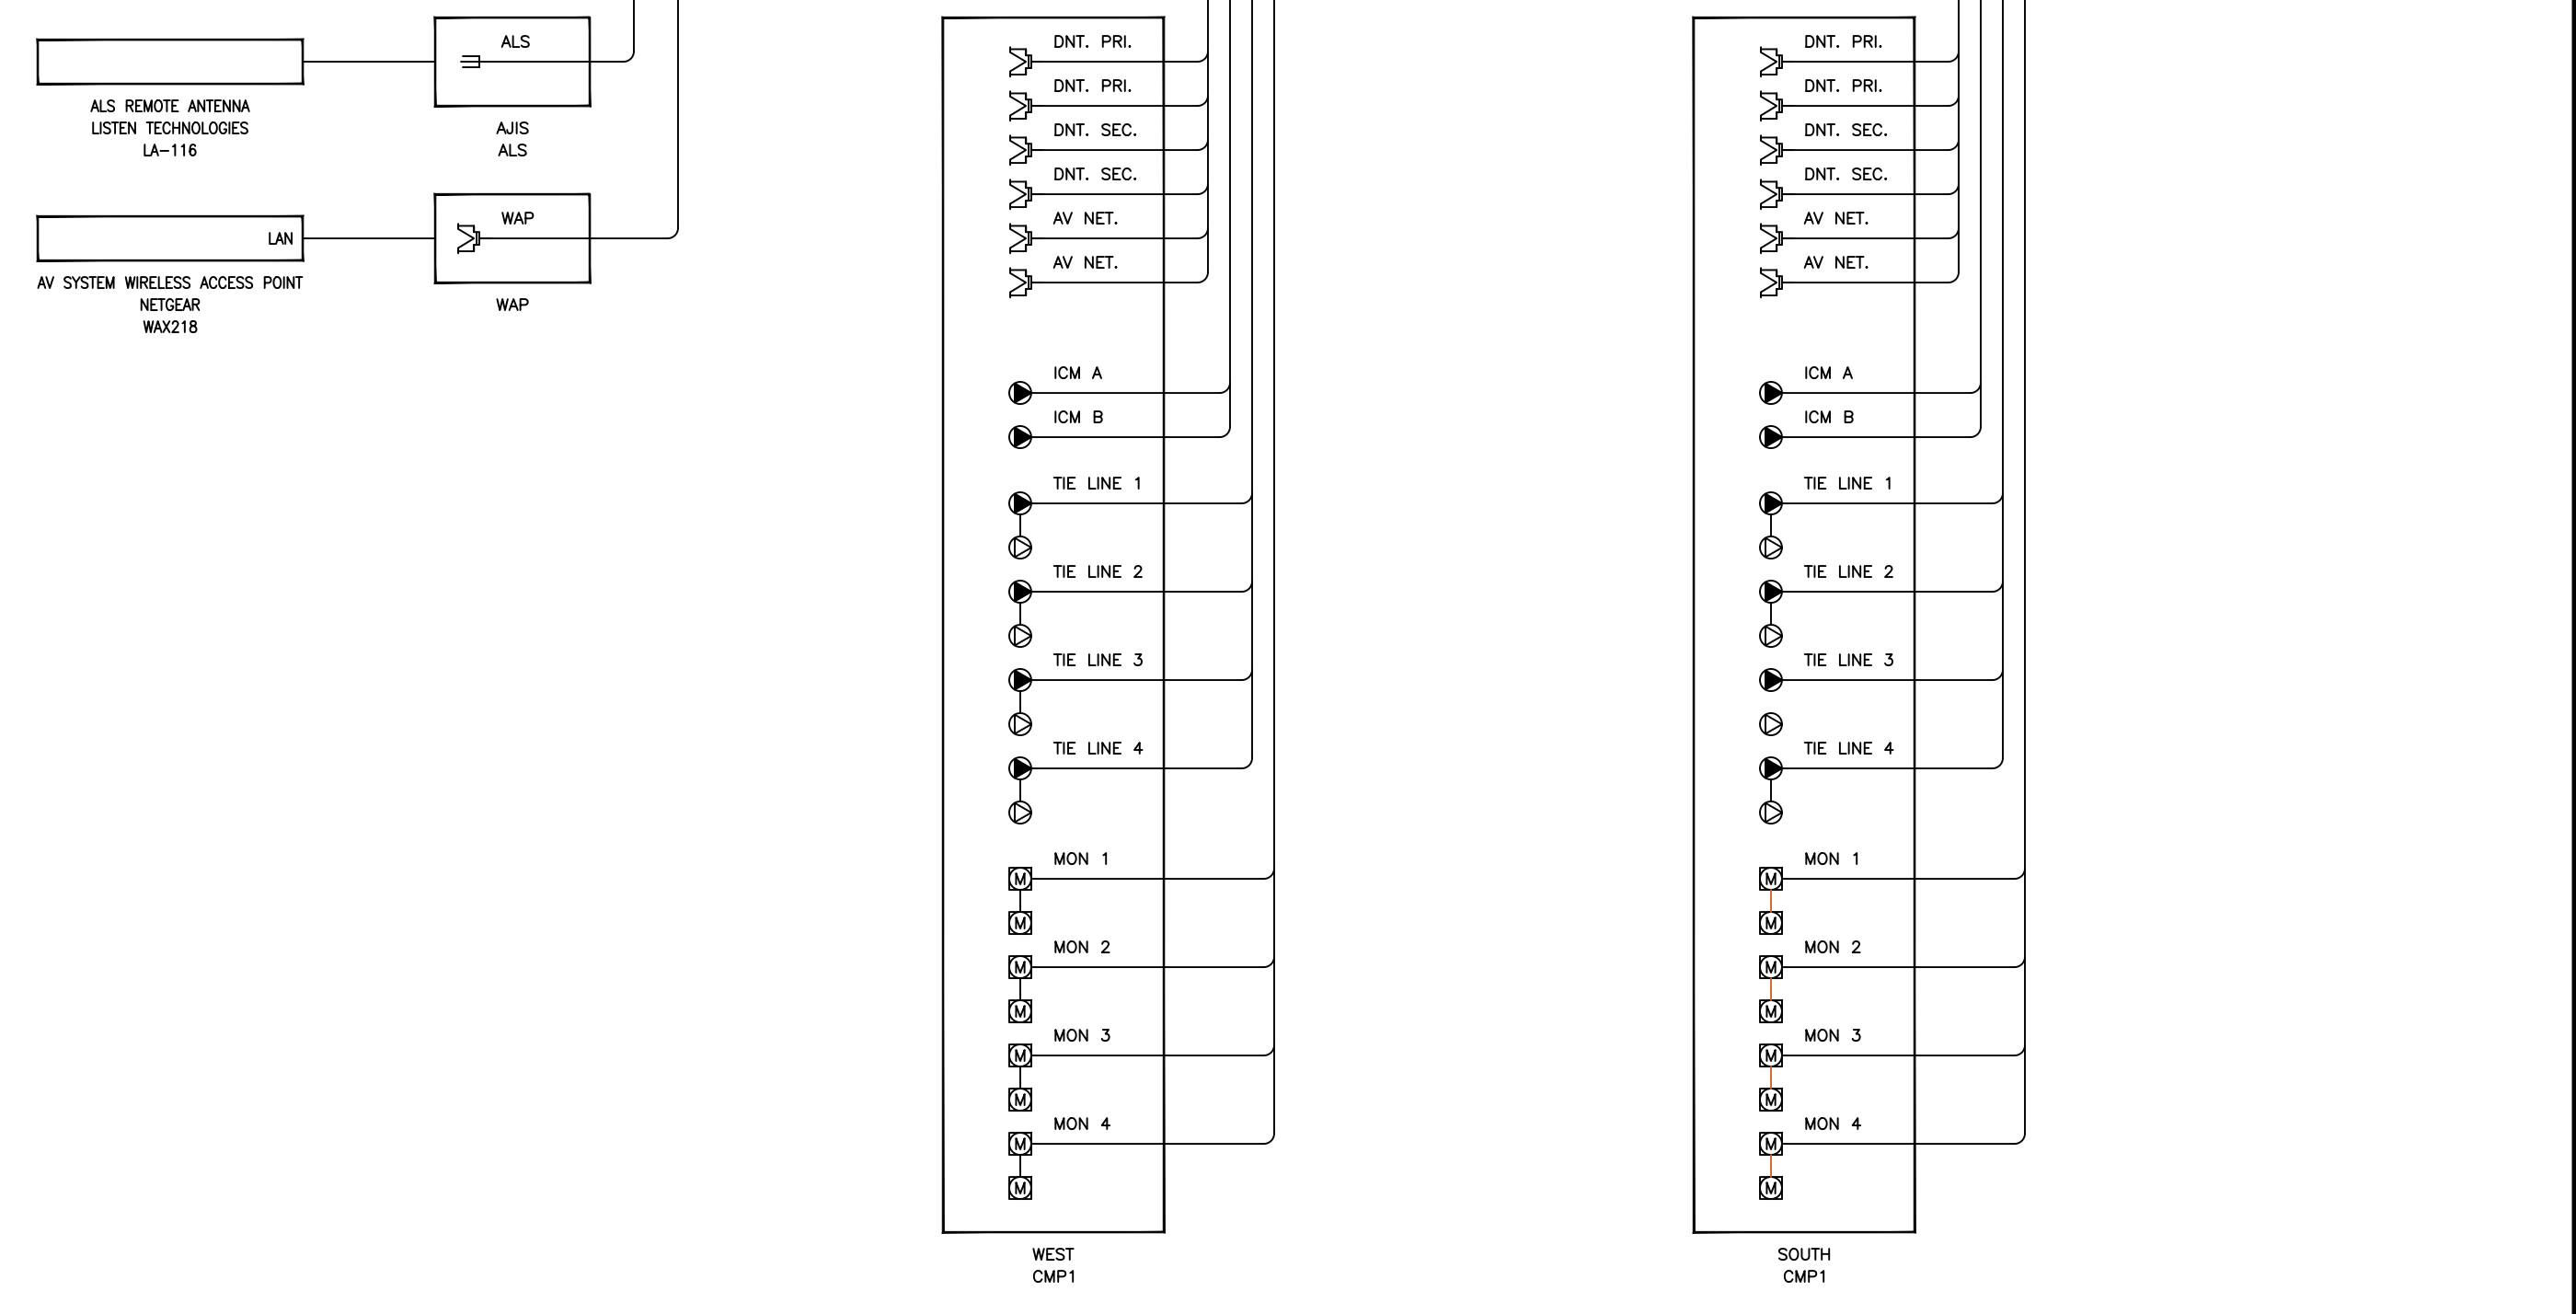 ALS
ALS REMOTE ANTENNA
LISTEN TECHNOLOGIES
LA-116
AJIS
ALS
LAN
WAP
AV SYSTEM WIRELESS ACCESS POINT
NETGEAR
WAX218
WAP
DNT. PRI.
DNT. PRI.
DNT. SEC.
DNT. SEC.
AV NET.
AV NET.
ICM A
ICM B
TIE LINE 1
TIE LINE 2
TIE LINE 3
TIE LINE 4
MON 1
M
M
MON 2
M
M
MON 3
M
M
MON 4
M
M
WEST
CMP1
DNT. PRI.
DNT. PRI.
DNT. SEC.
DNT. SEC.
AV NET.
AV NET.
ICM A
ICM B
TIE LINE 1
TIE LINE 2
TIE LINE 3
TIE LINE 4
MON 1
M
M
MON 2
M
M
MON 3
M
M
MON 4
M
M
SOUTH
CMP1